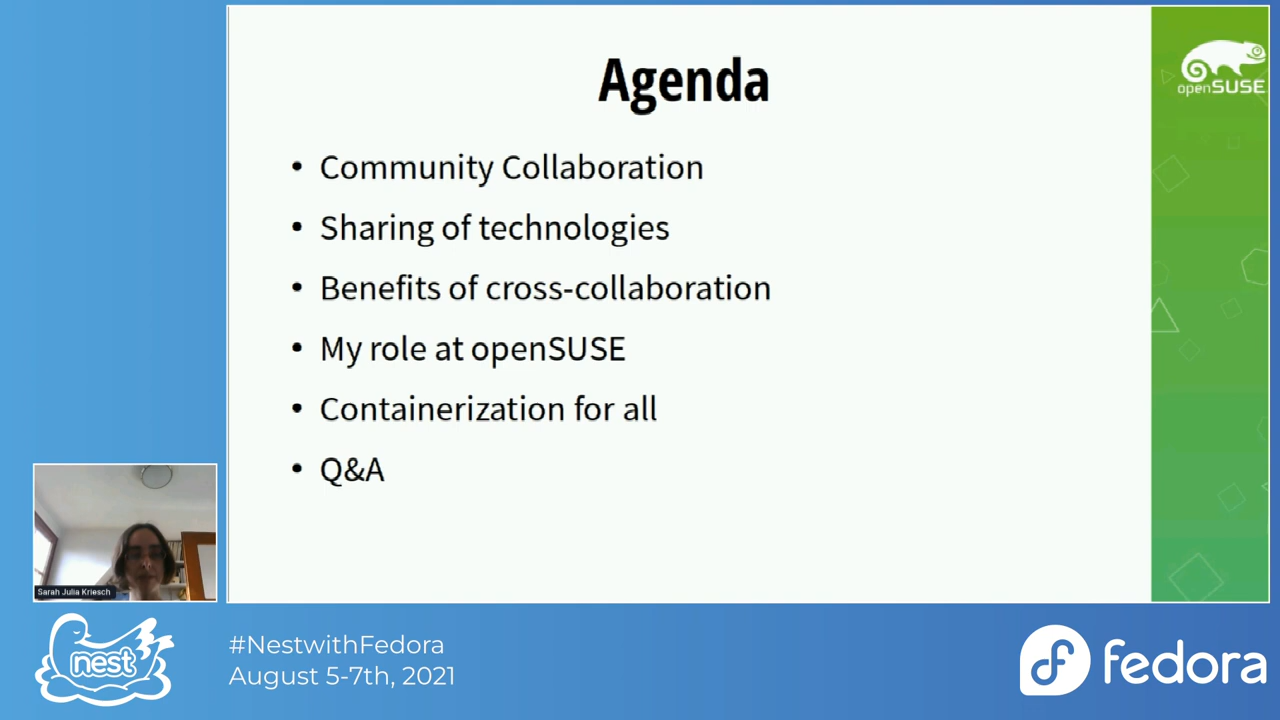 Agenda
openSUSE
• Community Collaboration
• Sharing of technologies
• Benefits of cross-collaboration
• My role at openSUSE
• Containerization for all
• Q&A
Sarah Julia Kriesch
nest
#NestwithFedora
August 5-7th, 2021
fedora